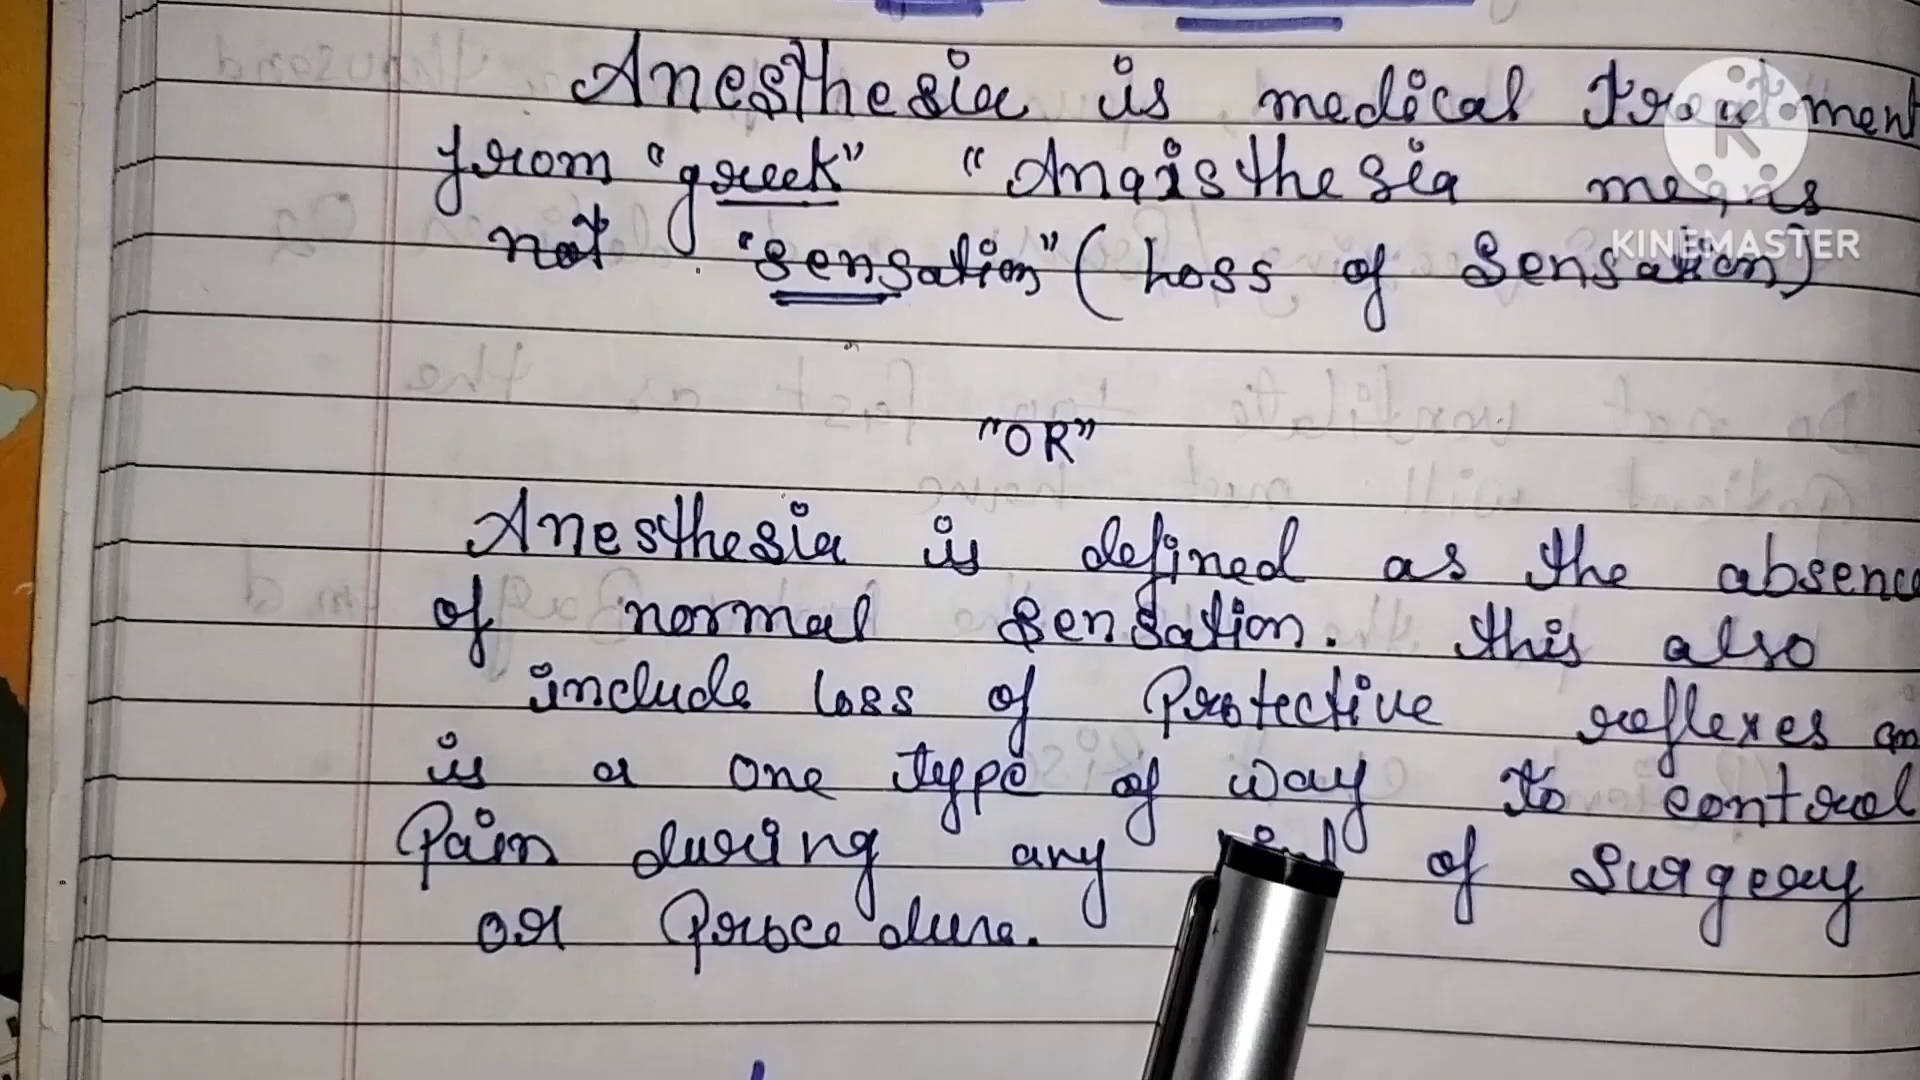 Anesthesia is medical treatment
from "greek" "Anaisthesia means
not "sensation" (Loss of Sensation)
KINEMASTER
"OR"
Anesthesia is defined as the absenc
of normal sensation. this also
include loss of Protective reflexes an
is a one type of way to control
Pain during any of surgery
or Procedure.